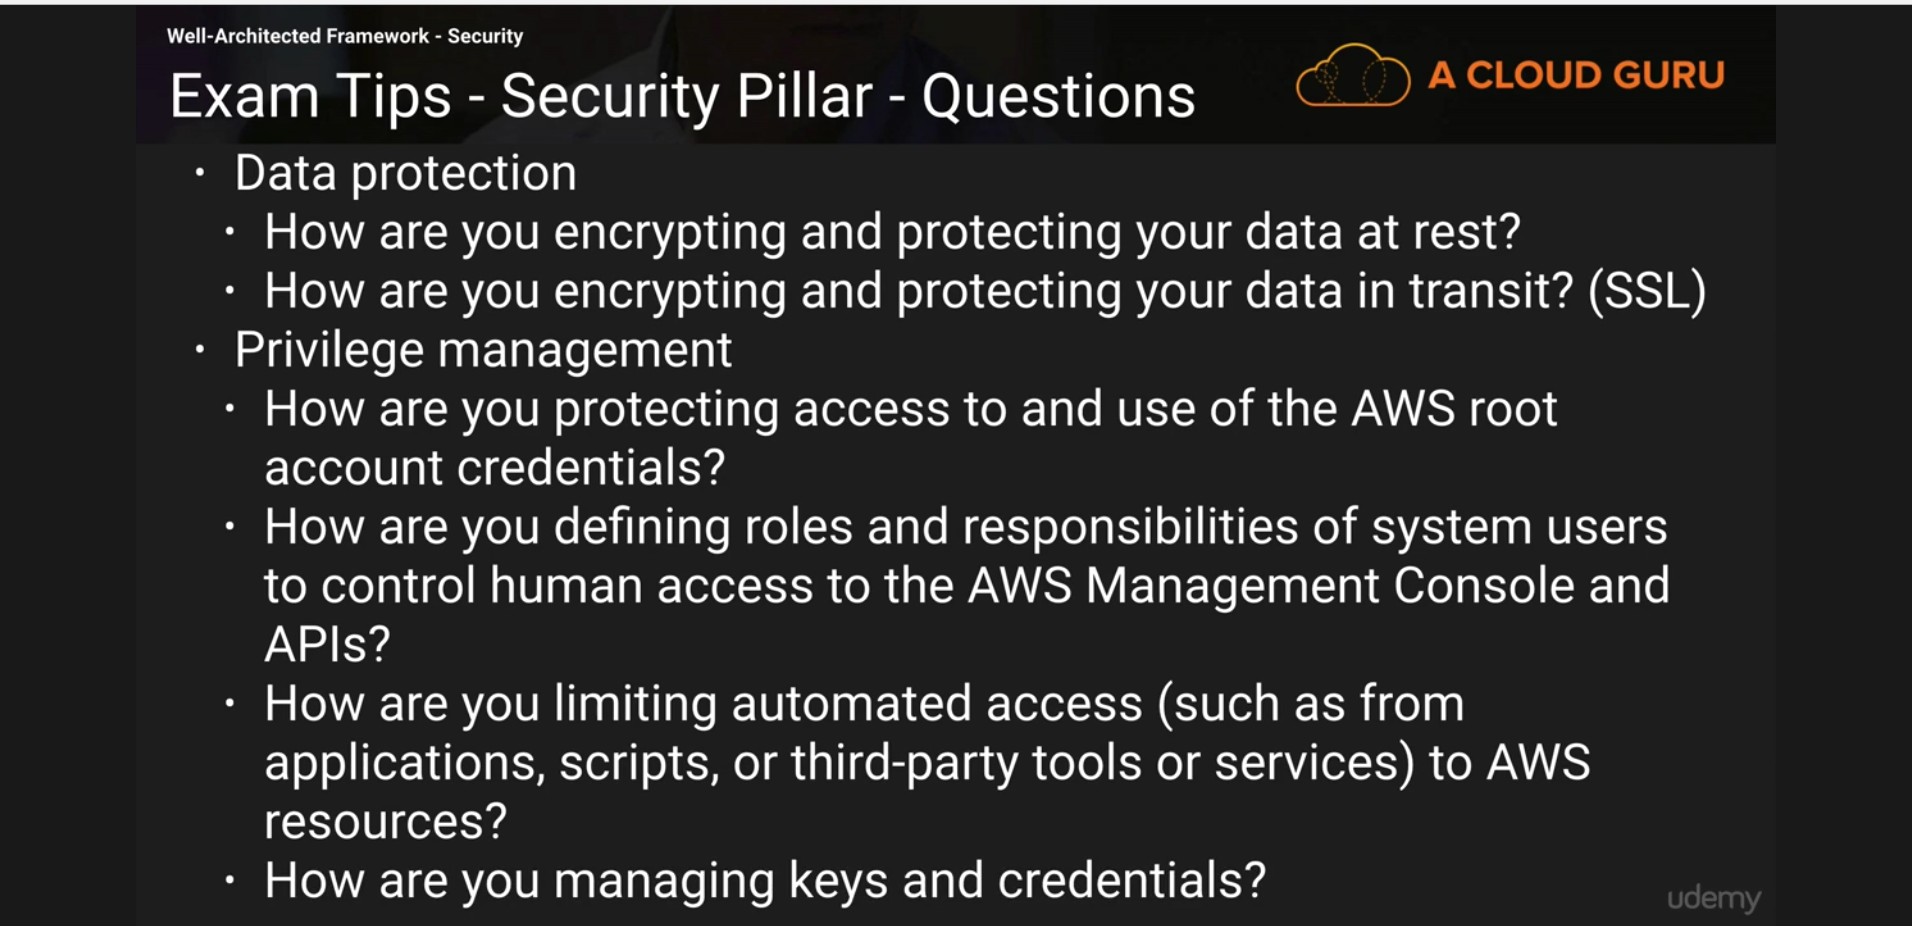 Well-Architected Framework - Security
Exam Tips - Security Pillar - Questions
A CLOUD GURU
• Data protection
• How are you encrypting and protecting your data at rest?
• How are you encrypting and protecting your data in transit? (SSL)
• Privilege management
• How are you protecting access to and use of the AWS root
account credentials?
• How are you defining roles and responsibilities of system users
to control human access to the AWS Management Console and
APIs?
• How are you limiting automated access (such as from
applications, scripts, or third-party tools or services) to AWS
resources?
• How are you managing keys and credentials?
udemy